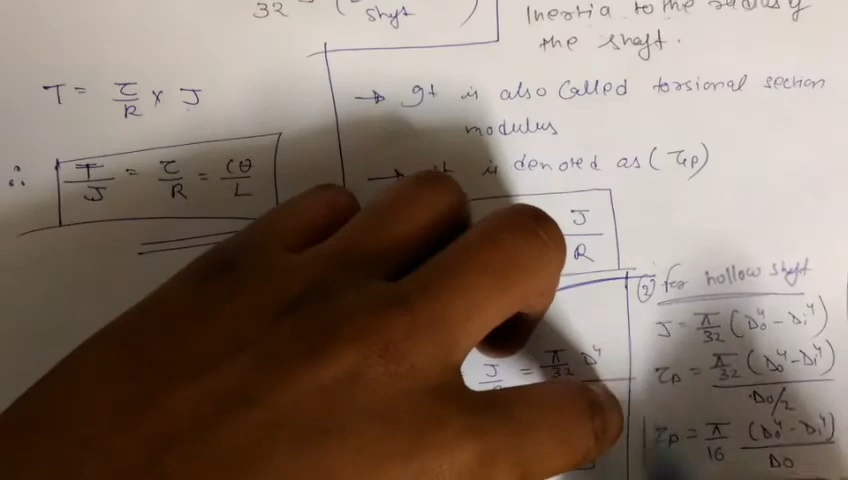 32
shaft
Inertia to the radius of
the shaft.
T = τ/R × J
→ It is also called torsional section
modulus
→ it is denoted as (Zp)
∴ T/J = τ/R = Cθ/L
J
R
② for hollow shaft
J = π/32 (Do⁴ - Di⁴)
Zp = π/32 (Do⁴ - Di⁴)
Do/2
J = π/32 D⁴
Zp = π/16 (Do⁴ - Di⁴)/Do